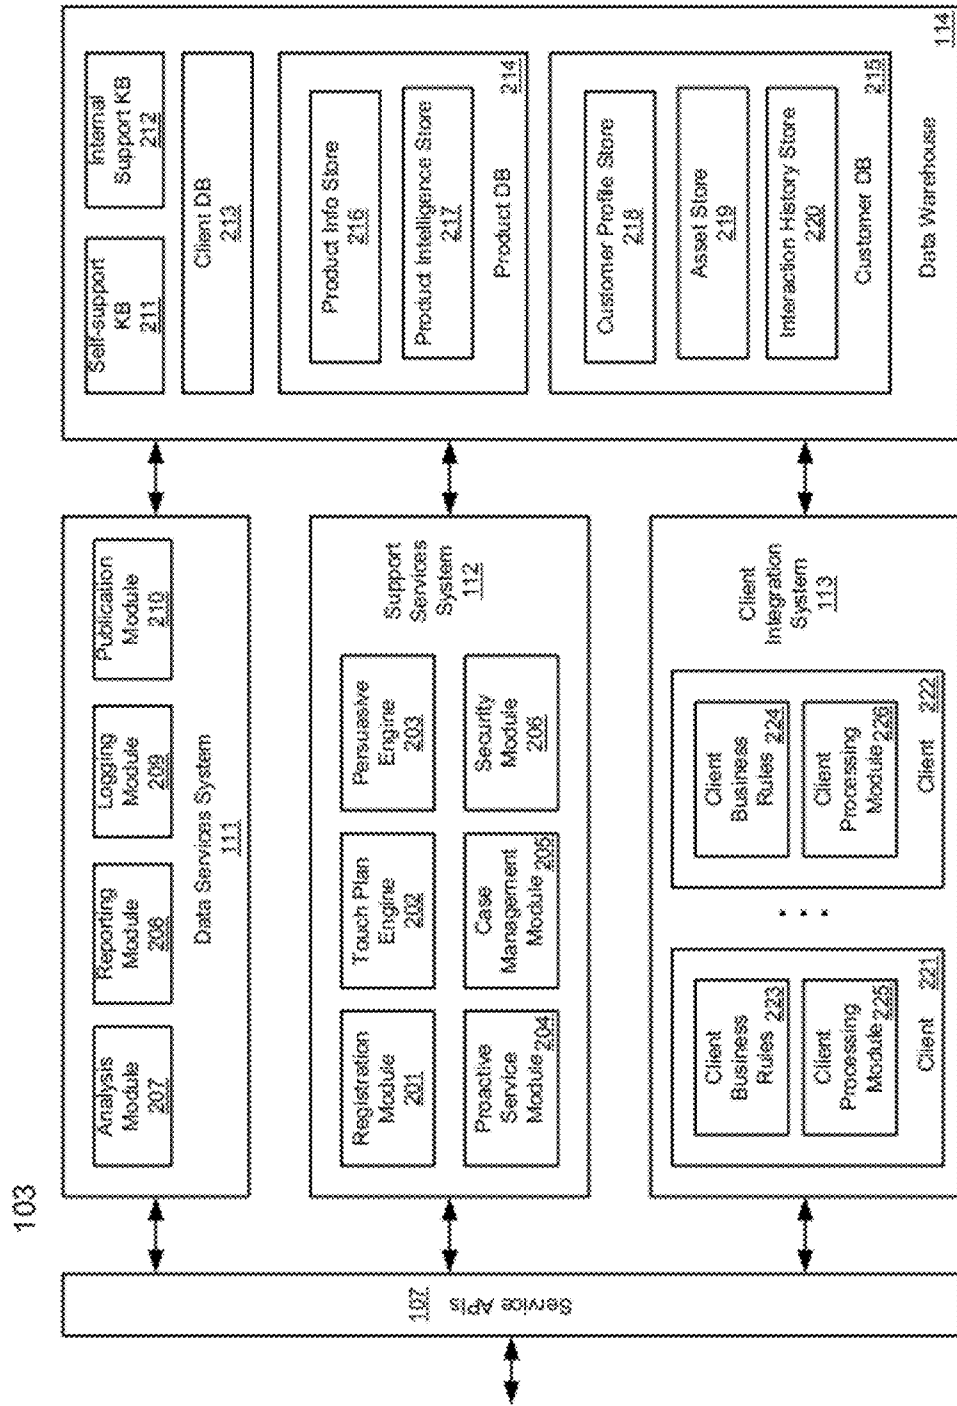 103
Service APIs
107
Analysis
Module
207
Reporting
Module
208
Logging
Module
209
Publication
Module
210
Data Services System
111
Registration
Module
201
Touch Plan
Engine
202
Persuasive
Engine
203
Proactive
Service
Module 204
Case
Management
Module 205
Security
Module
206
Support
Services
System
112
Client
Business
Rules 223
Client
Processing
Module 225
Client 221
. . .
Client
Business
Rules 224
Client
Processing
Module 226
Client 222
Client
Integration
System
113
Self-support
KB
211
Internal
Support KB
212
Client DB
213
Product Info Store
216
Product Intelligence Store
217
Product DB 214
Customer Profile Store
218
Asset Store
219
Interaction History Store
220
Customer DB 215
Data Warehouse 114